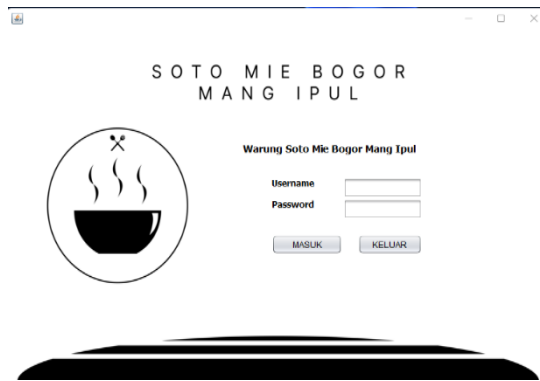 SOTO MIE BOGOR
MANG IPUL
Warung Soto Mie Bogor Mang Ipul
Username
Password
MASUK KELUAR